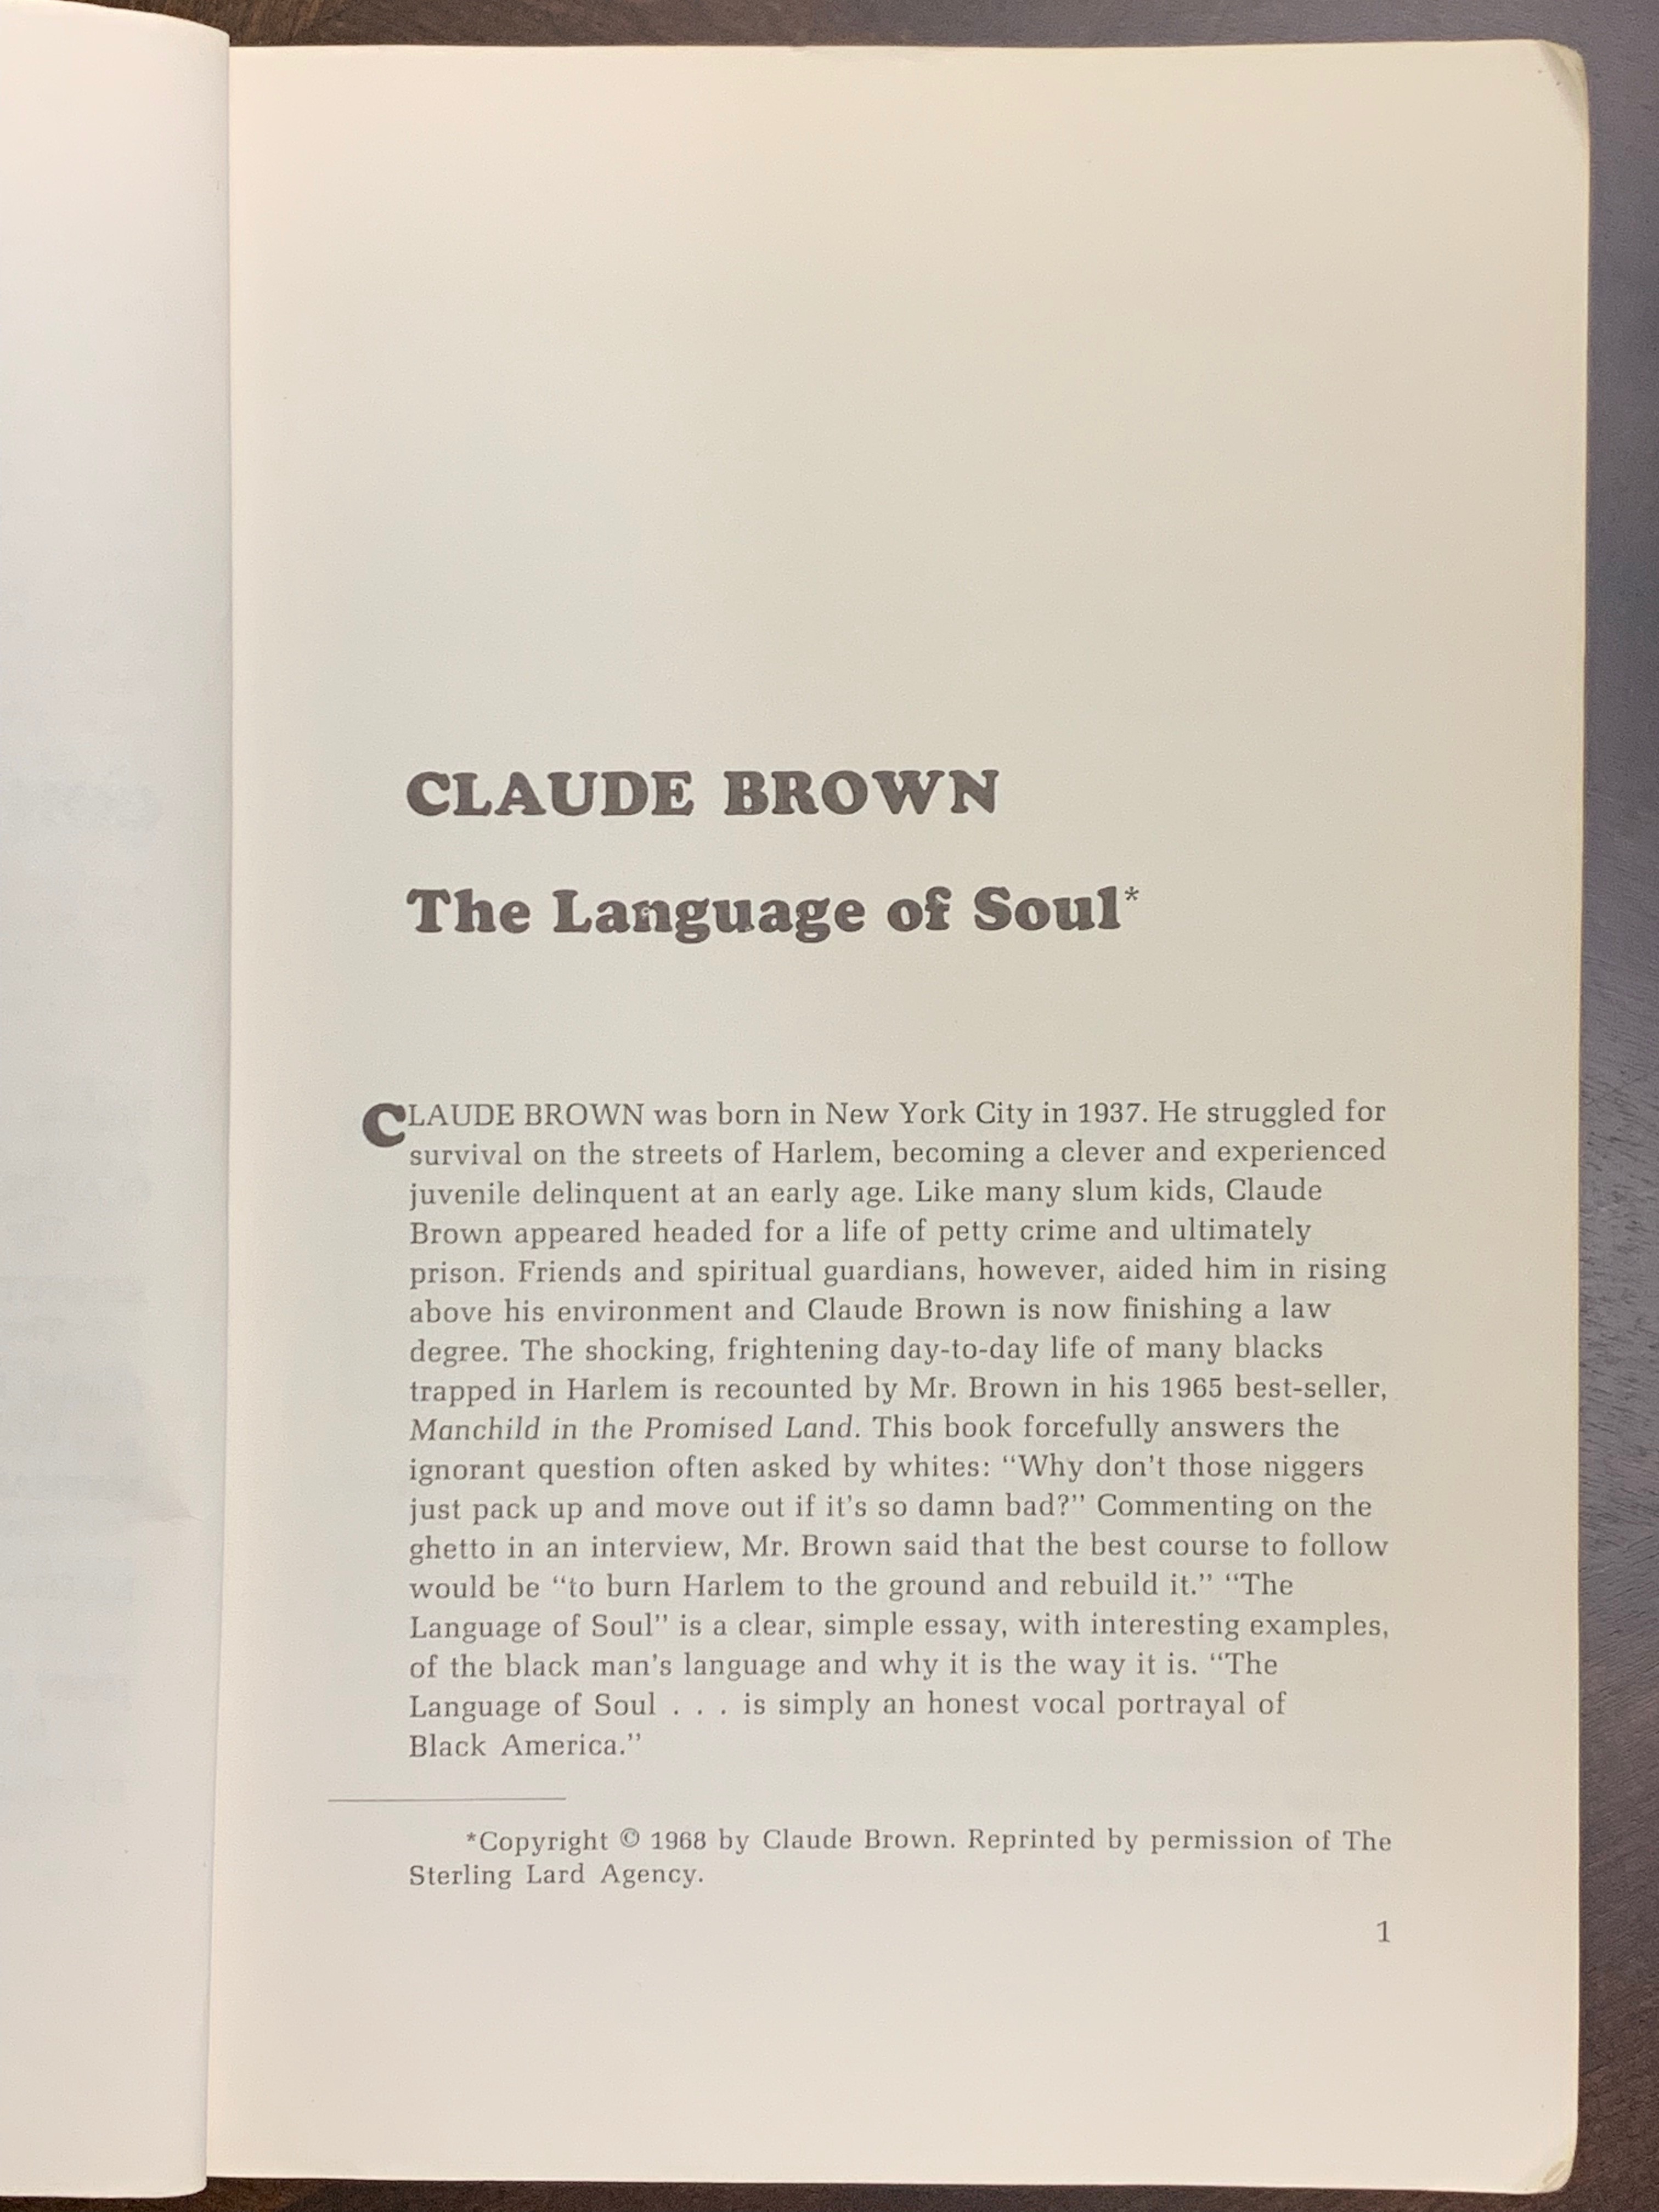 CLAUDE BROWN
The Language of Soul*
CLAUDE BROWN was born in New York City in 1937. He struggled for
survival on the streets of Harlem, becoming a clever and experienced
juvenile delinquent at an early age. Like many slum kids, Claude
Brown appeared headed for a life of petty crime and ultimately
prison. Friends and spiritual guardians, however, aided him in rising
above his environment and Claude Brown is now finishing a law
degree. The shocking, frightening day-to-day life of many blacks
trapped in Harlem is recounted by Mr. Brown in his 1965 best-seller,
Manchild in the Promised Land. This book forcefully answers the
ignorant question often asked by whites: “Why don't those niggers
just pack up and move out if it's so damn bad?” Commenting on the
ghetto in an interview, Mr. Brown said that the best course to follow
would be “to burn Harlem to the ground and rebuild it.” “The
Language of Soul” is a clear, simple essay, with interesting examples,
of the black man's language and why it is the way it is. “The
Language of Soul . . . is simply an honest vocal portrayal of
Black America.”
*Copyright © 1968 by Claude Brown. Reprinted by permission of The
Sterling Lard Agency.
1